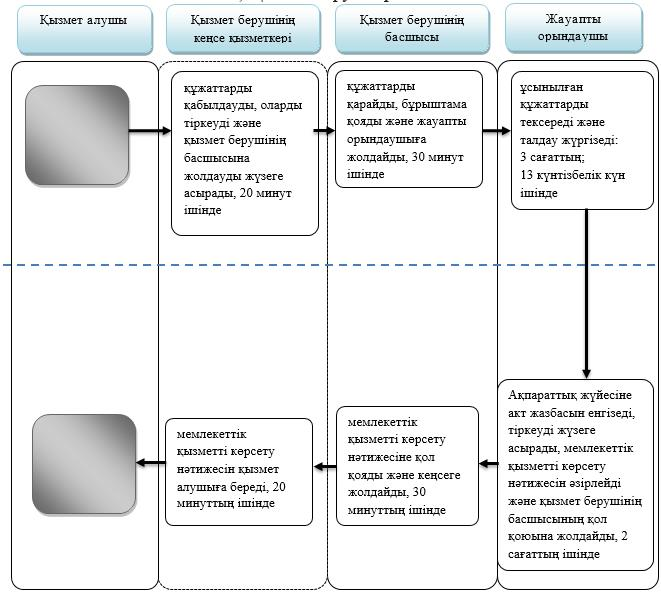 Қызмет алушы
Қызмет берушінің
кеңсе қызметкері
Қызмет берушінің
басшысы
Жауапты
орындаушы
құжаттарды
қабылдауды, оларды
тіркеуді және
қызмет берушінің
басшысына
жолдауды жүзеге
асырады, 20 минут
ішінде
құжаттарды
қарайды, бұрыштама
қояды және жауапты
орындаушыға
жолдайды, 30 минут
ішінде
ұсынылған
құжаттарды
тексереді және
талдау жүргізеді:
3 сағаттың;
13 күнтізбелік күн
ішінде
мемлекеттік
қызметті көрсету
нәтижесін қызмет
алушыға береді, 20
минуттың ішінде
мемлекеттік
қызметті көрсету
нәтижесіне қол
қояды және кеңсеге
жолдайды, 30
минуттың ішінде
Ақпараттық жүйесіне
акт жазбасын енгізеді,
тіркеуді жүзеге
асырады, мемлекеттік
қызметті көрсету
нәтижесін әзірлейді
және қызмет берушінің
басшысының қол
қоюына жолдайды, 2
сағаттың ішінде